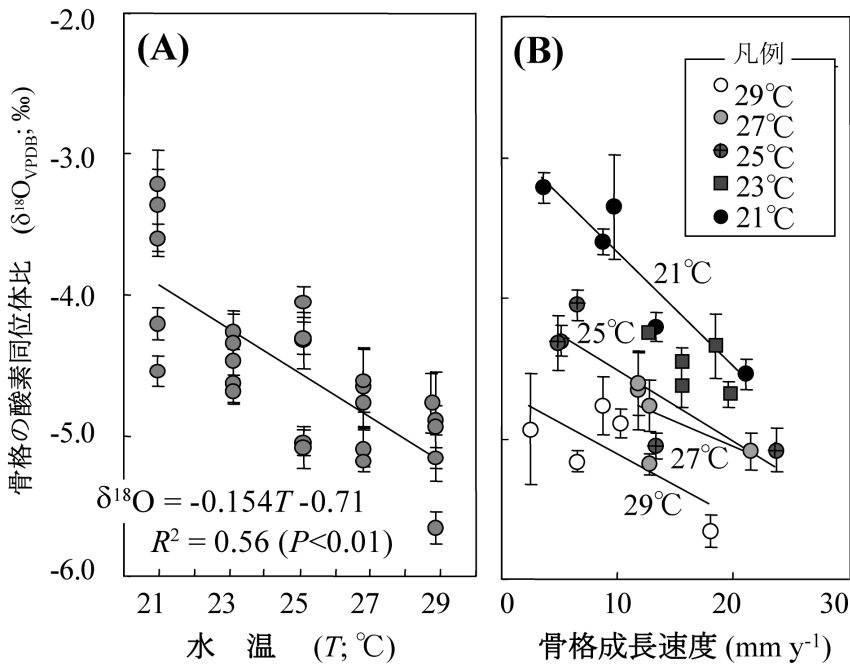 骨格の酸素同位体比 (δ¹⁸O_VPDB; ‰)
-2.0
-3.0
-4.0
-5.0
-6.0
(A)
δ¹⁸O = -0.154T -0.71
R² = 0.56 (P<0.01)
21 23 25 27 29
水 温 (T; ℃)
(B)
凡例
29℃
27℃
25℃
23℃
21℃
21℃
25℃
27℃
29℃
0 10 20 30
骨格成長速度 (mm y⁻¹)